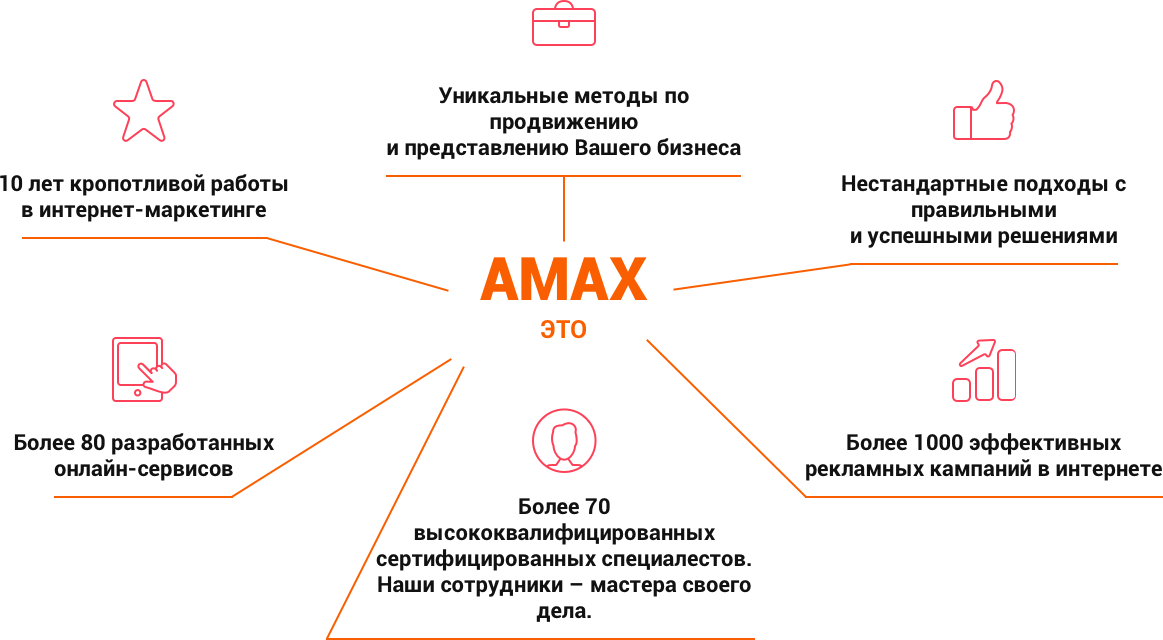 Уникальные методы по
продвижению
и представлению Вашего бизнеса
10 лет кропотливой работы
в интернет-маркетинге
Нестандартные подходы с
правильными
и успешными решениями
AMAX
ЭТО
Более 80 разработанных
онлайн-сервисов
Более 1000 эффективных
рекламных кампаний в интернете
Более 70
высококвалифицированных
сертифицированных специалестов.
Наши сотрудники – мастера своего
дела.